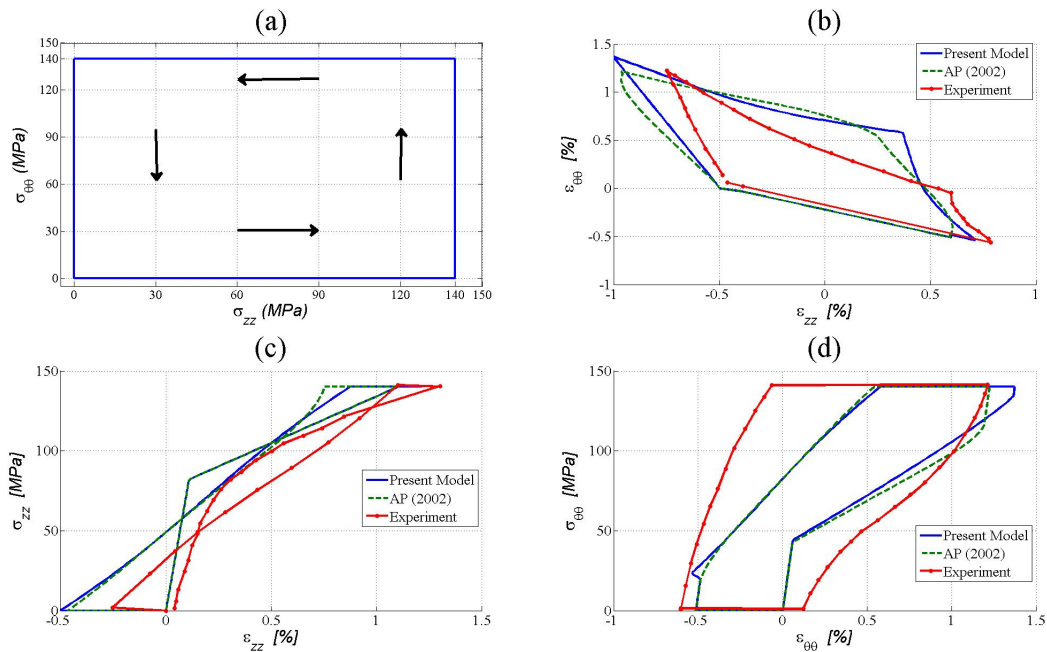 (a)
150
140
120
90
60
30
0
σθθ (MPa)
0
30
60
90
120
140
150
σzz (MPa)
(b)
1.5
1
0.5
0
-0.5
-1
εθθ [%]
-1
-0.5
0
0.5
1
εzz [%]
Present Model
AP (2002)
Experiment
(c)
150
100
50
0
σzz [MPa]
-0.5
0
0.5
1
1.5
εzz [%]
Present Model
AP (2002)
Experiment
(d)
150
100
50
0
σθθ [MPa]
-1
-0.5
0
0.5
1
1.5
εθθ [%]
Present Model
AP (2002)
Experiment